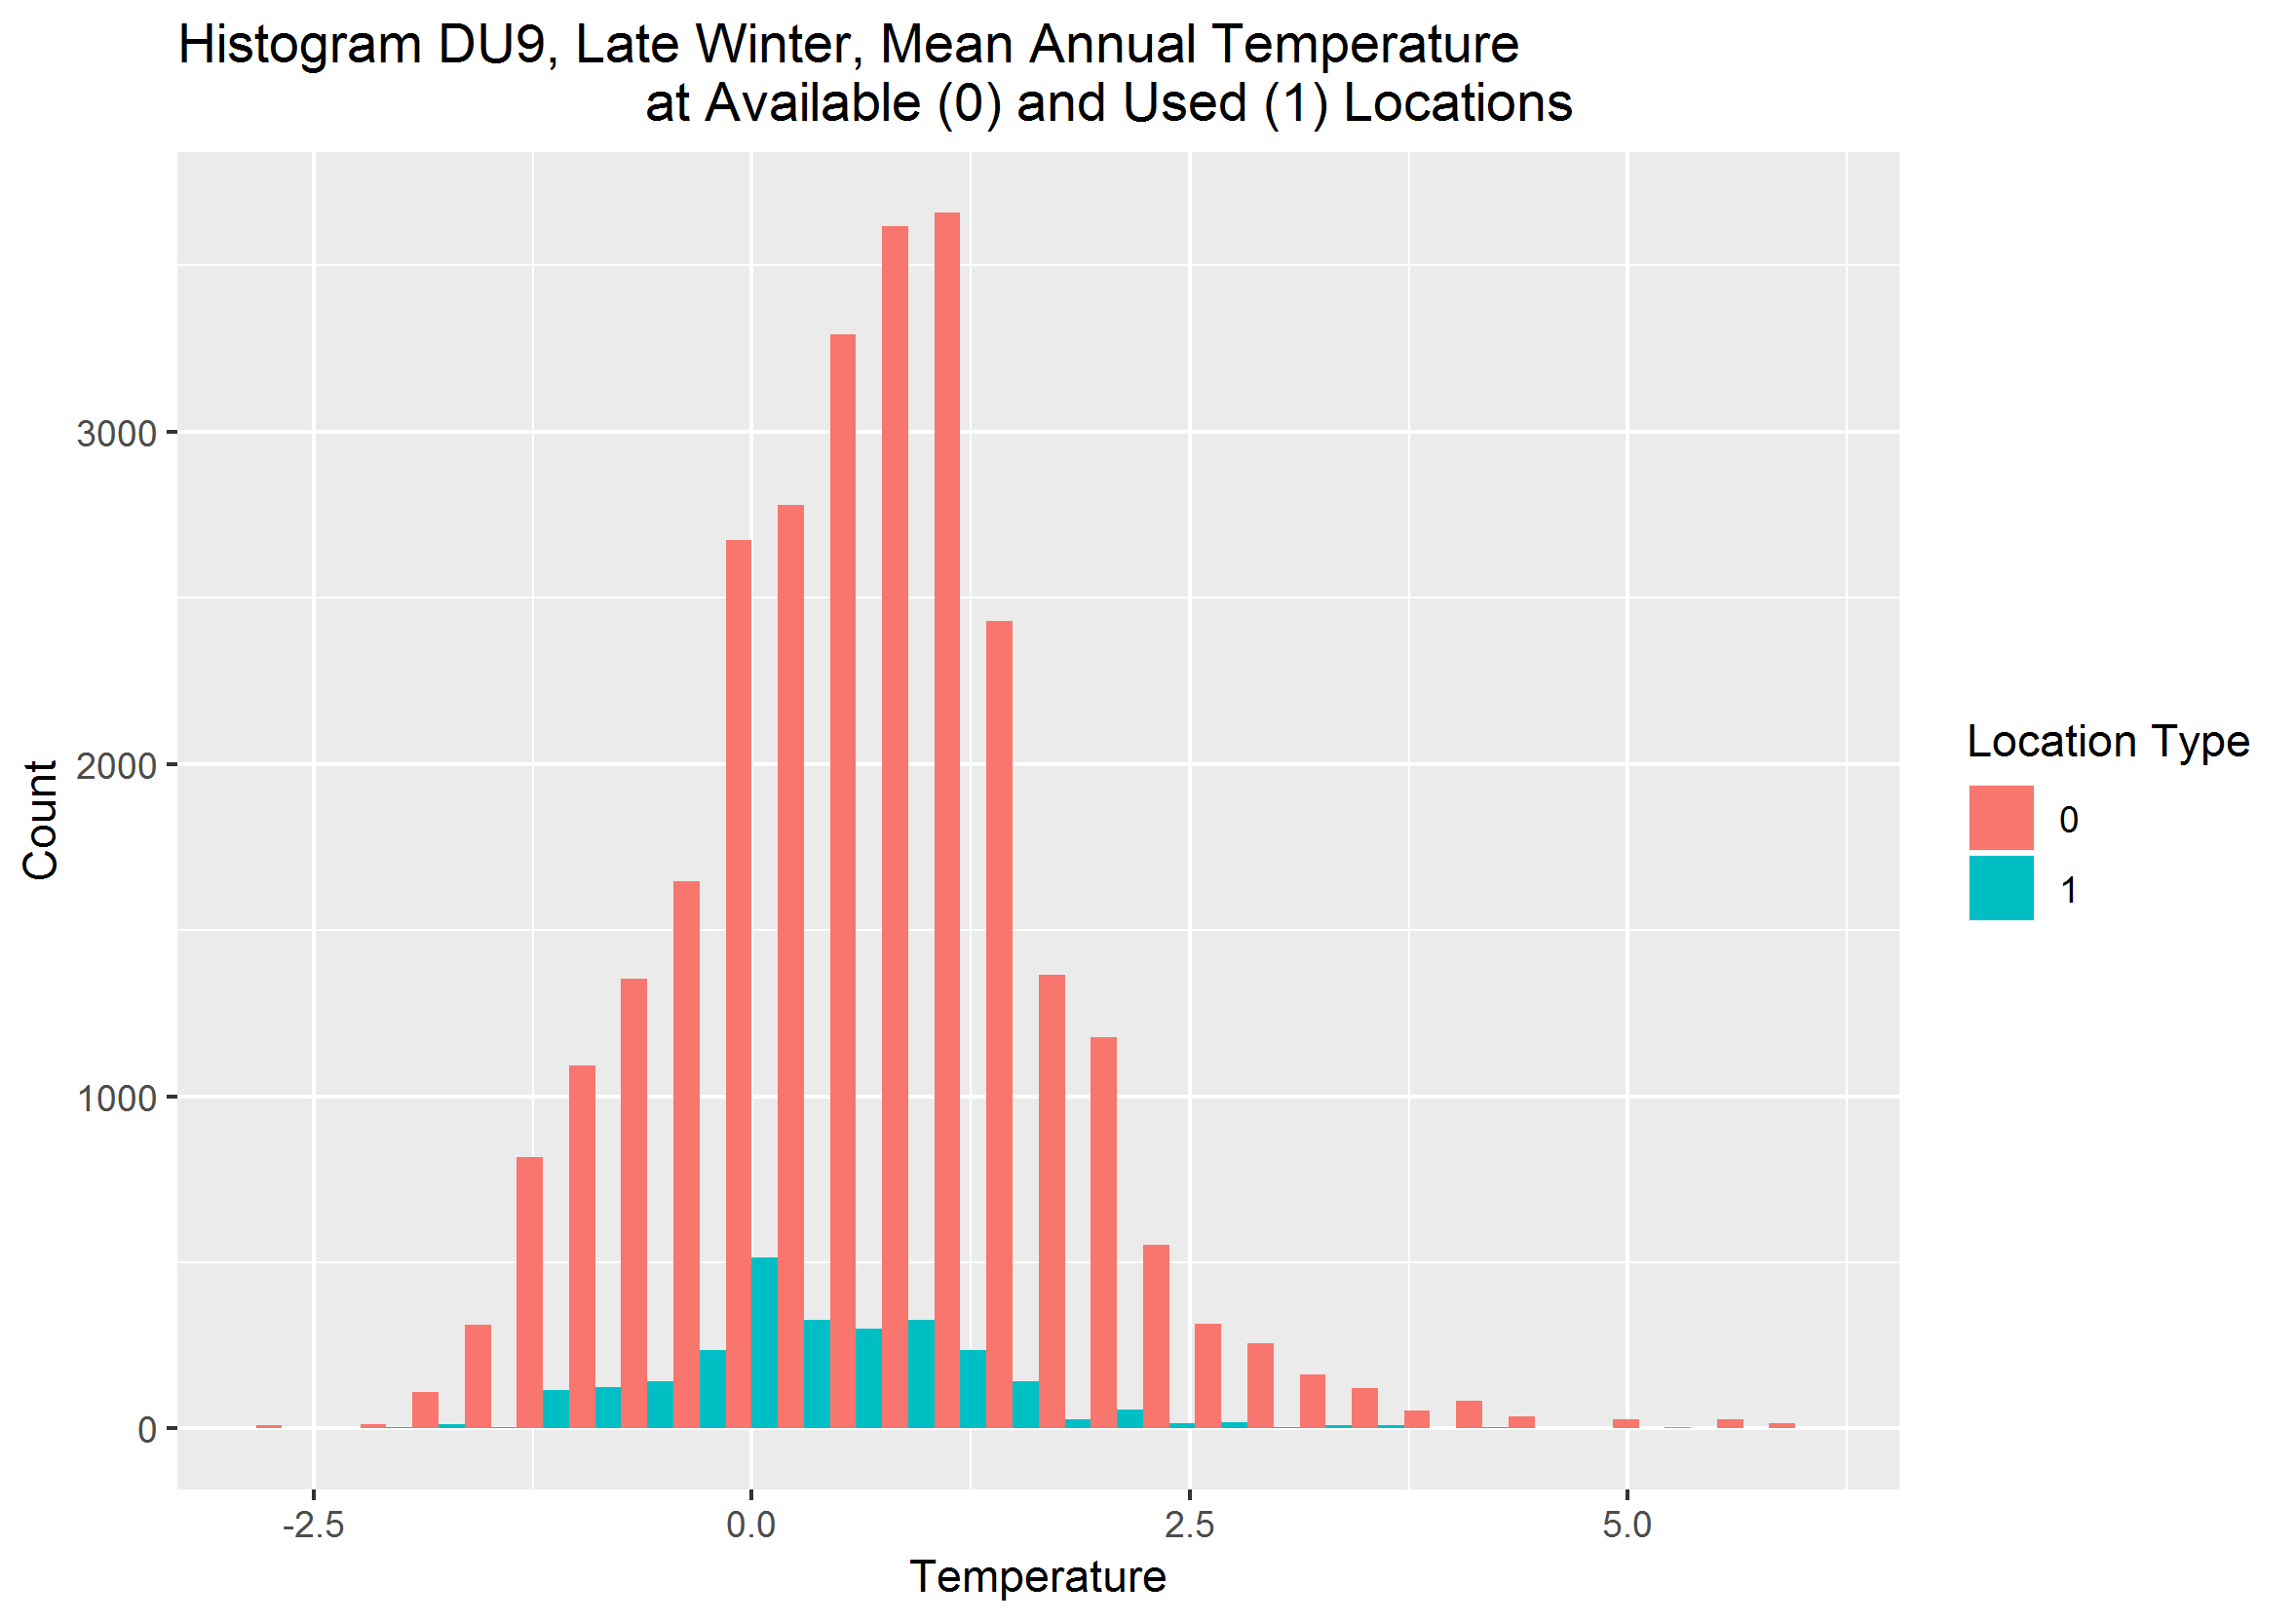 Histogram DU9, Late Winter, Mean Annual Temperature
at Available (0) and Used (1) Locations
3000
2000
1000
0
Count
-2.5
0.0
2.5
5.0
Temperature
Location Type
0
1